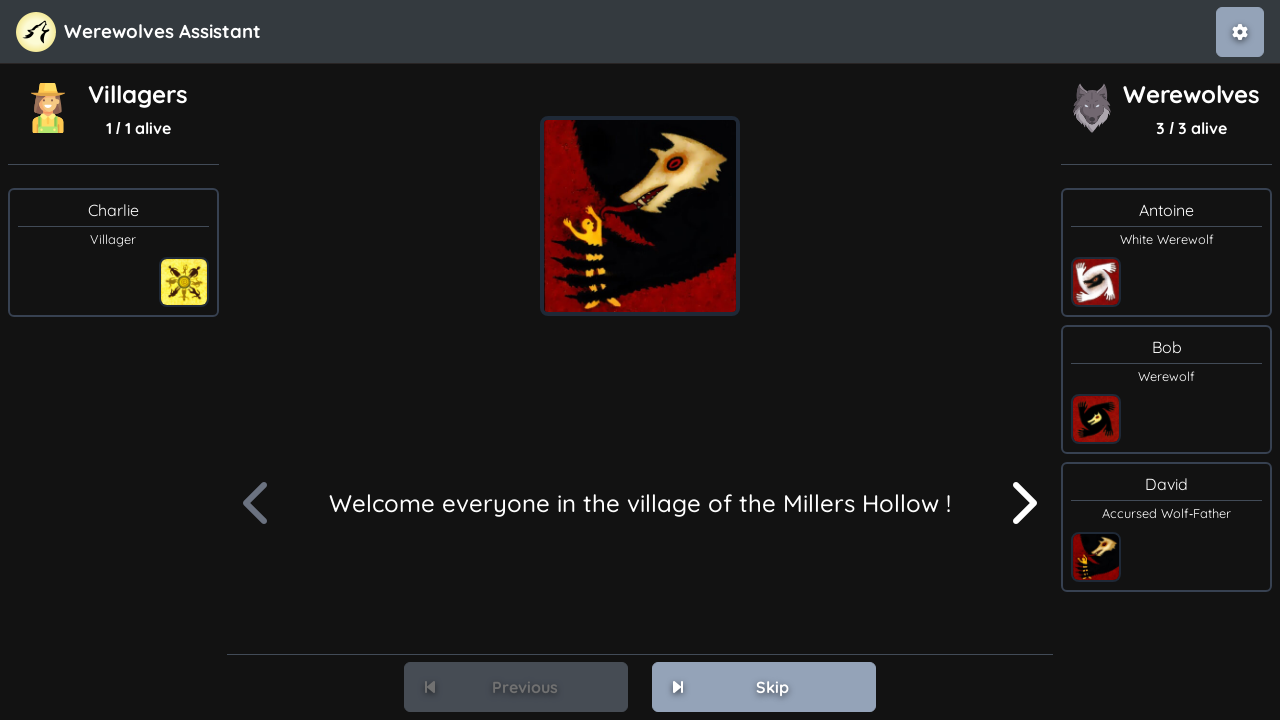 Werewolves Assistant
Villagers
1 / 1 alive
Charlie
Villager
Welcome everyone in the village of the Millers Hollow !
Previous
Skip
Werewolves
3 / 3 alive
Antoine
White Werewolf
Bob
Werewolf
David
Accursed Wolf-Father